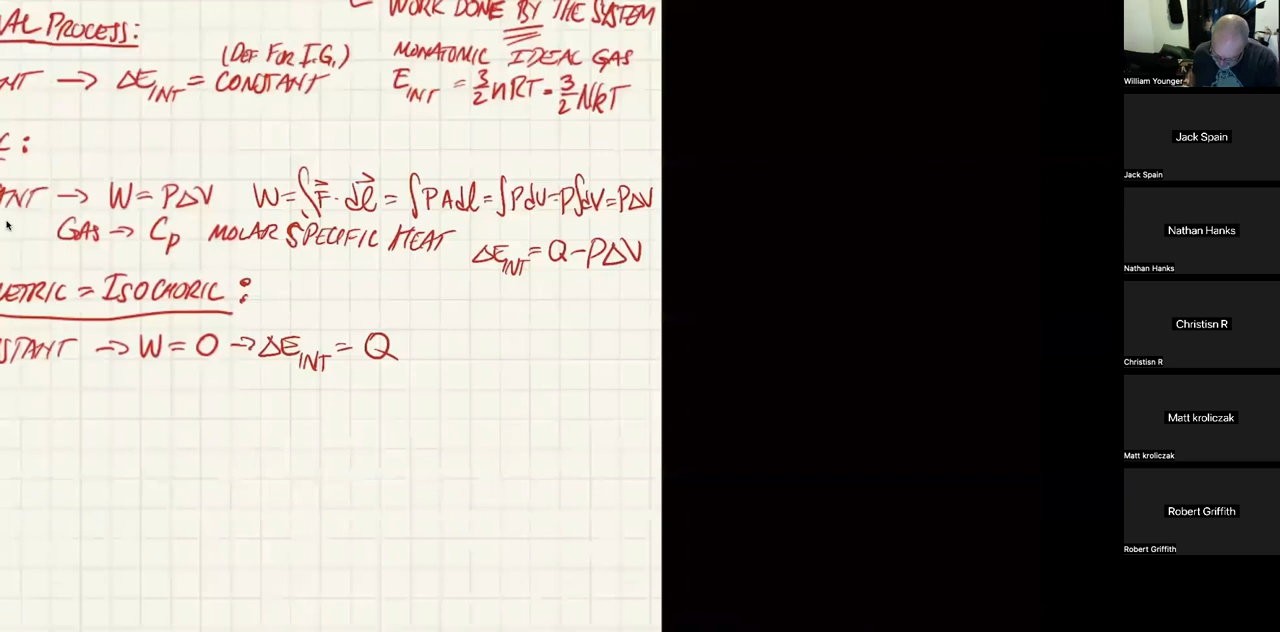 WORK DONE BY THE SYSTEM
AL PROCESS:
(DEF FOR I.G.) MONATOMIC IDEAL GAS
NT → ΔE_INT = CONSTANT E_INT = 3/2 nRT = 3/2 NkT
C :
ANT → W = PΔV W = ∫F⃗ · dl⃗ = ∫PAdl = ∫PdV = P∫dV = PΔV
GAS → Cp MOLAR SPECIFIC HEAT
ΔE_INT = Q - PΔV
ETRIC = ISOCHORIC :
STANT → W = 0 → ΔE_INT = Q
William Younger
Jack Spain
Jack Spain
Nathan Hanks
Nathan Hanks
Christisn R
Christisn R
Matt kroliczak
Matt kroliczak
Robert Griffith
Robert Griffith